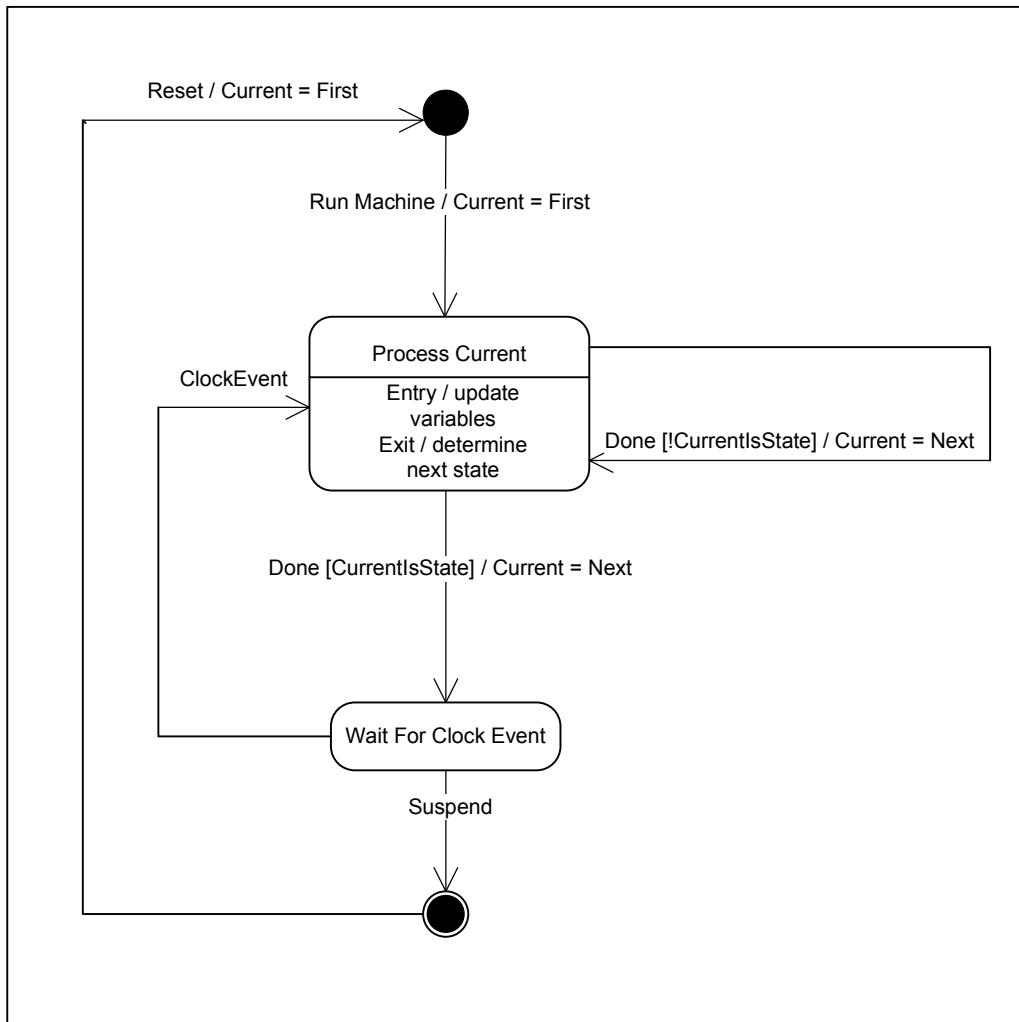 Reset / Current = First
Run Machine / Current = First
Process Current
ClockEvent
Entry / update
variables
Exit / determine
next state
Done [!CurrentIsState] / Current = Next
Done [CurrentIsState] / Current = Next
Wait For Clock Event
Suspend